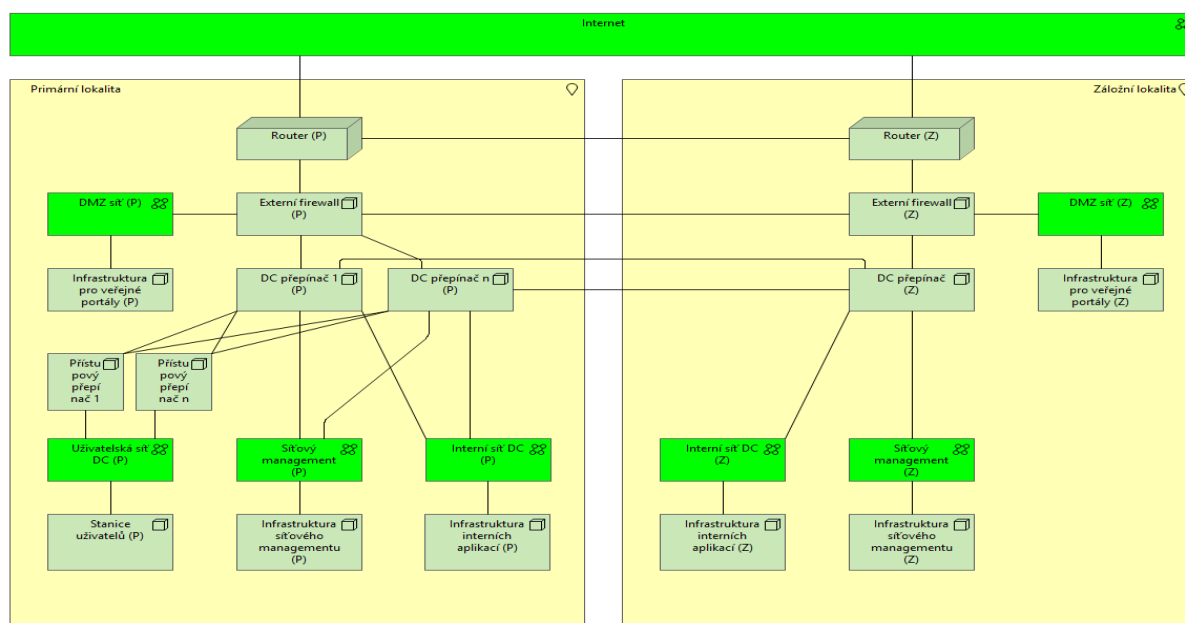 Internet
Primární lokalita
Záložní lokalita
Router (P)
Router (Z)
DMZ síť (P)
Externí firewall
(P)
Externí firewall
(Z)
DMZ síť (Z)
Infrastruktura
pro veřejné
portály (P)
DC přepínač 1
(P)
DC přepínač n
(P)
DC přepínač
(Z)
Infrastruktura
pro veřejné
portály (Z)
Přístu
pový
přepí
nač 1
Přístu
pový
přepí
nač n
Uživatelská síť
DC (P)
Síťový
management
(P)
Interní síť DC
(P)
Interní síť DC
(Z)
Síťový
management
(Z)
Stanice
uživatelů (P)
Infrastruktura
síťového
managementu
(P)
Infrastruktura
interních
aplikací (P)
Infrastruktura
interních
aplikací (Z)
Infrastruktura
síťového
managementu
(Z)